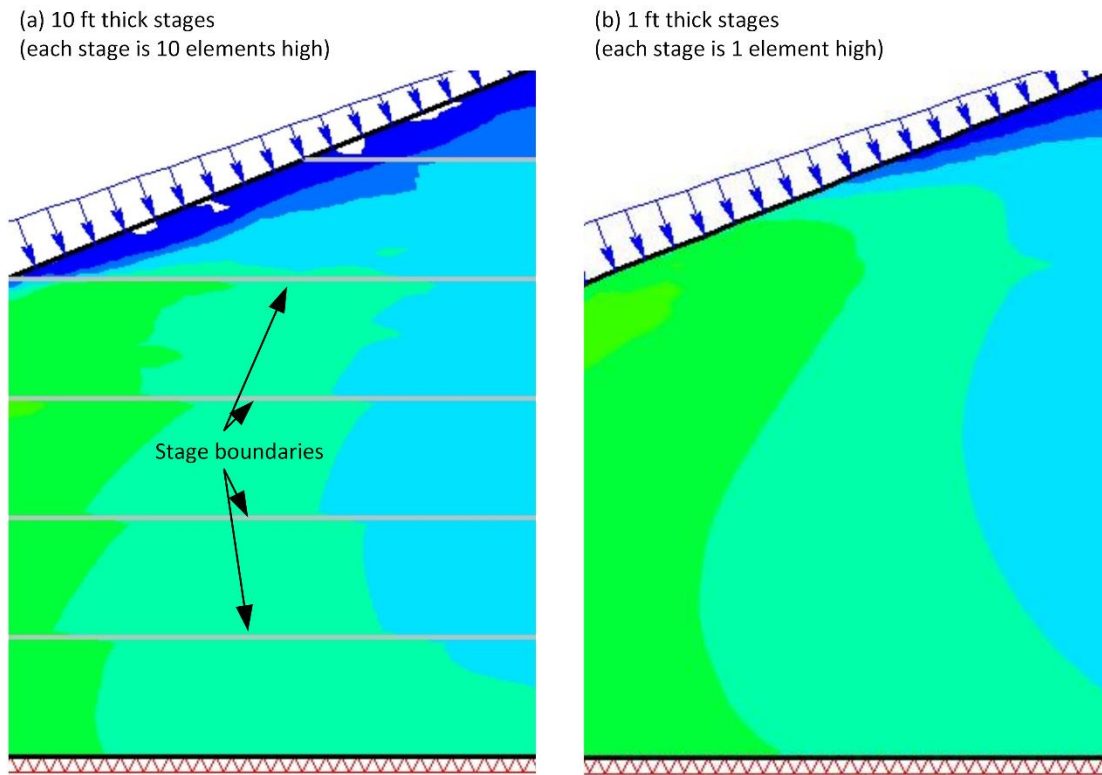 (a) 10 ft thick stages
(each stage is 10 elements high)
(b) 1 ft thick stages
(each stage is 1 element high)
Stage boundaries